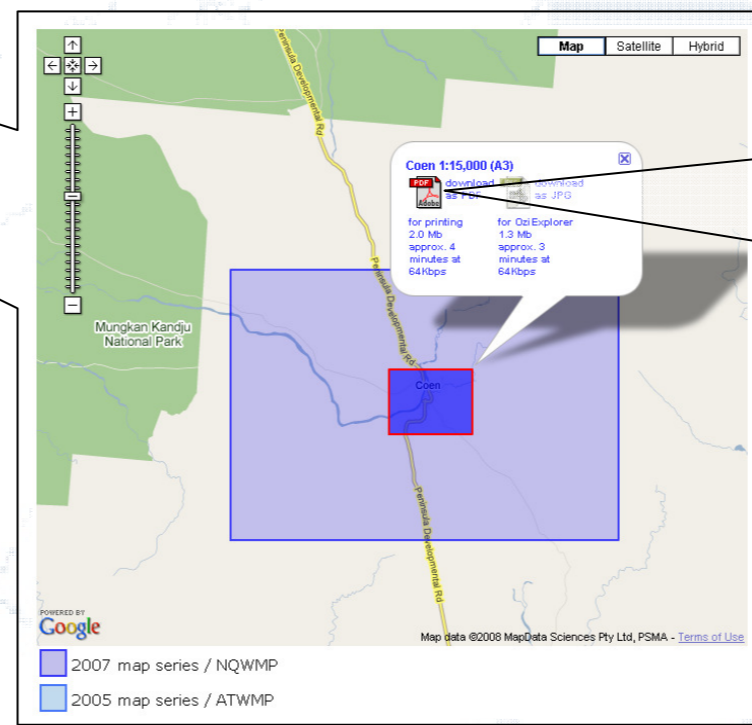 Map Satellite Hybrid
Peninsula Developmental Rd
Coen 1:15,000 (A3)
PDF
Adobe
download
as PDF
download
as JPG
for printing
2.0 Mb
approx. 4
minutes at
64Kbps
for OziExplorer
1.3 Mb
approx. 3
minutes at
64Kbps
Mungkan Kandju
National Park
Peninsula Developmental Rd
Coen
Peninsula Developmental Rd
POWERED BY
Google
Map data ©2008 MapData Sciences Pty Ltd, PSMA - Terms of Use
2007 map series / NQWMP
2005 map series / ATWMP